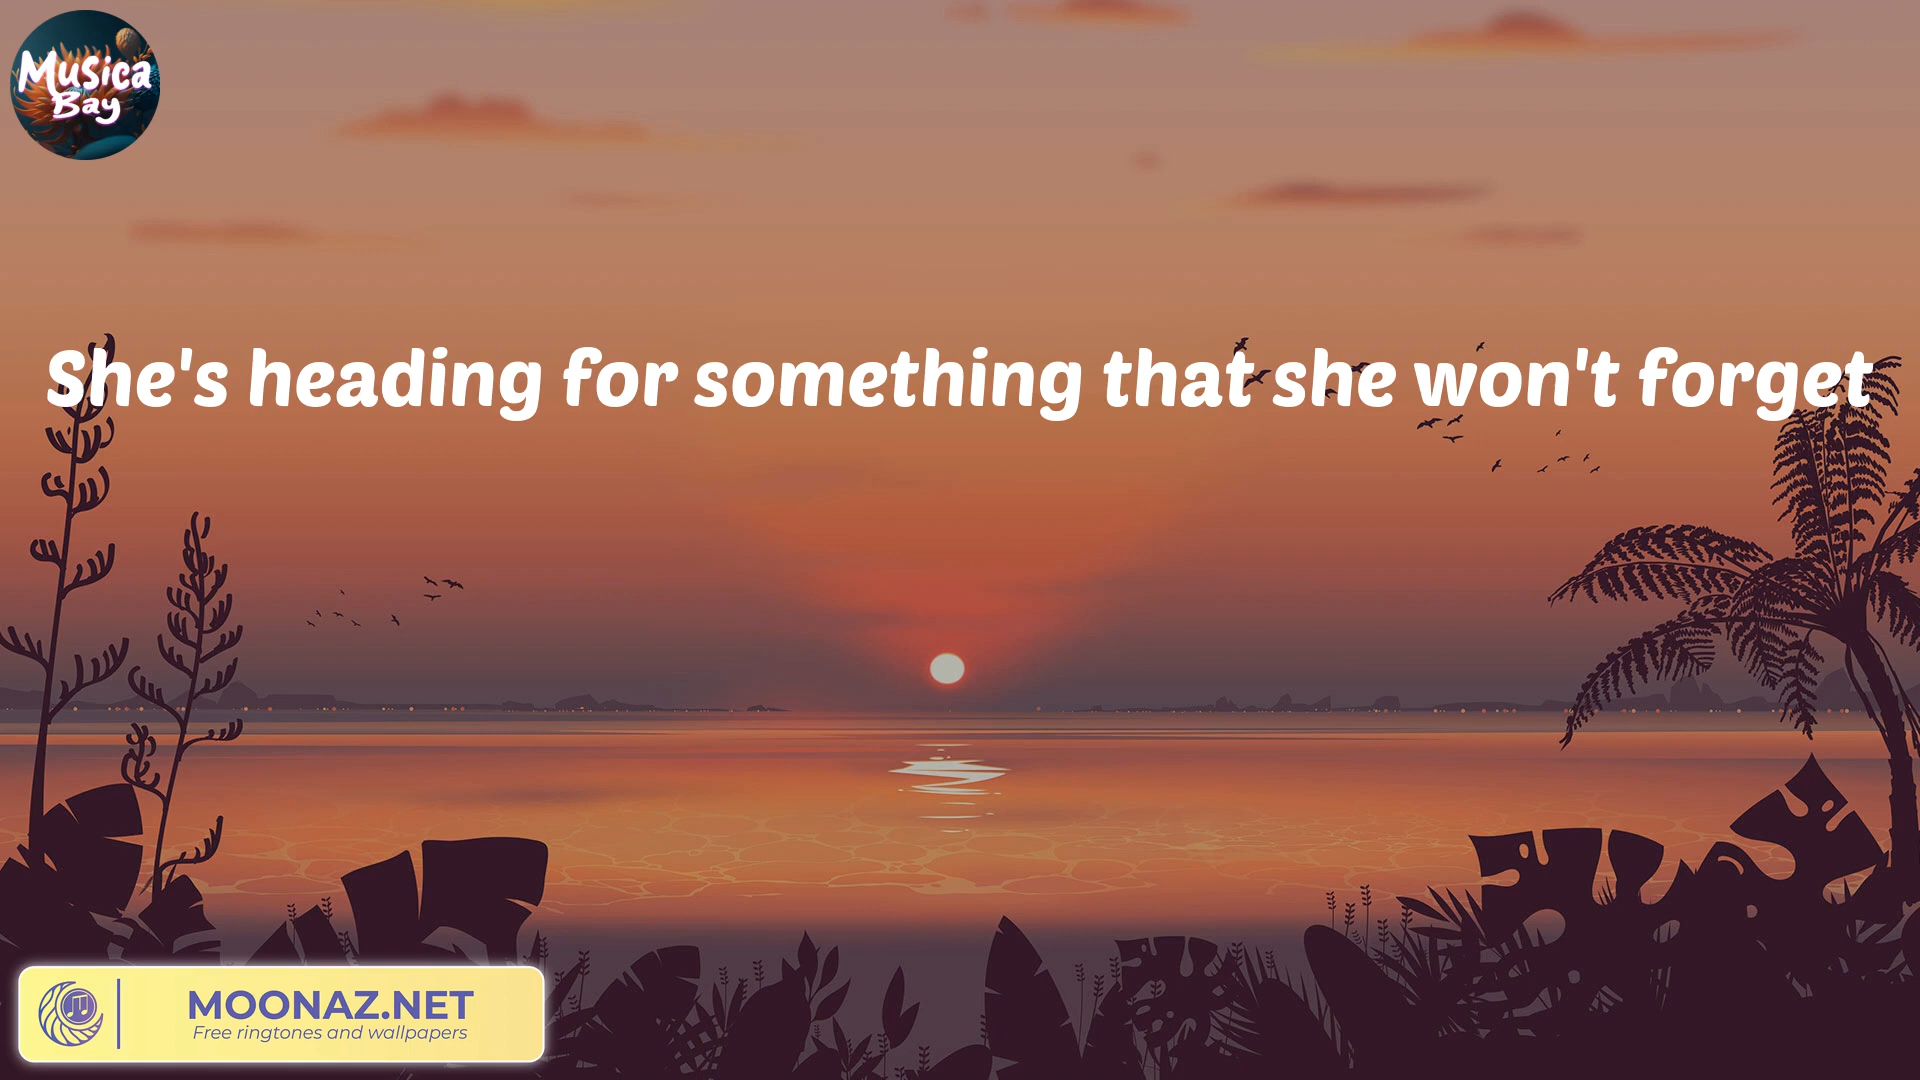 Musica
Bay
She's heading for something that she won't forget
MOONAZ.NET
Free ringtones and wallpapers